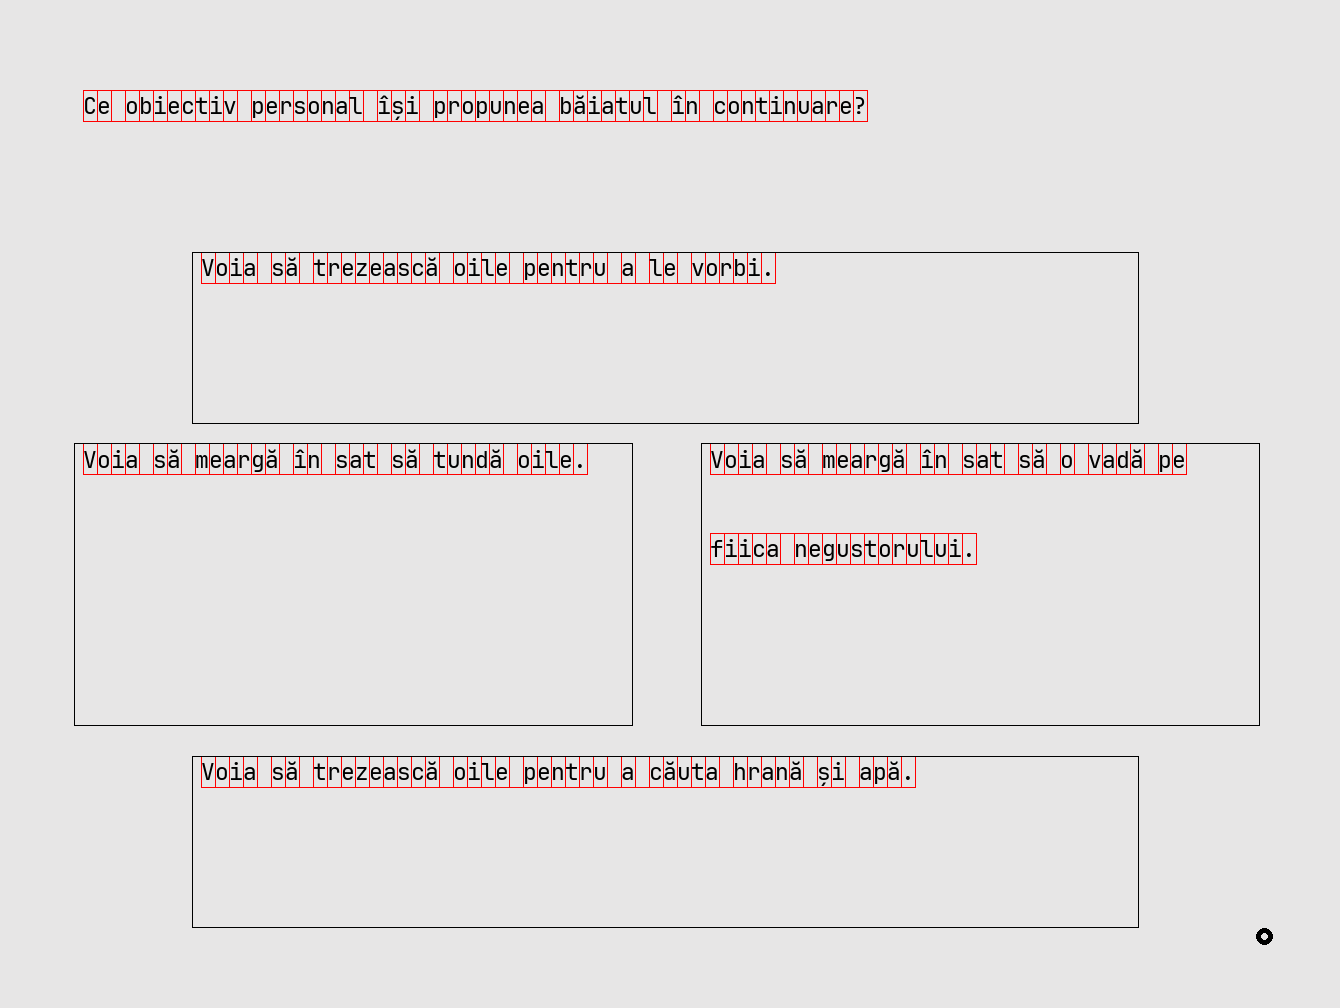 Ce obiectiv personal își propunea băiatul în continuare?
Voia să trezească oile pentru a le vorbi.
Voia să meargă în sat să tundă oile.
Voia să meargă în sat să o vadă pe
fiica negustorului.
Voia să trezească oile pentru a căuta hrană și apă.